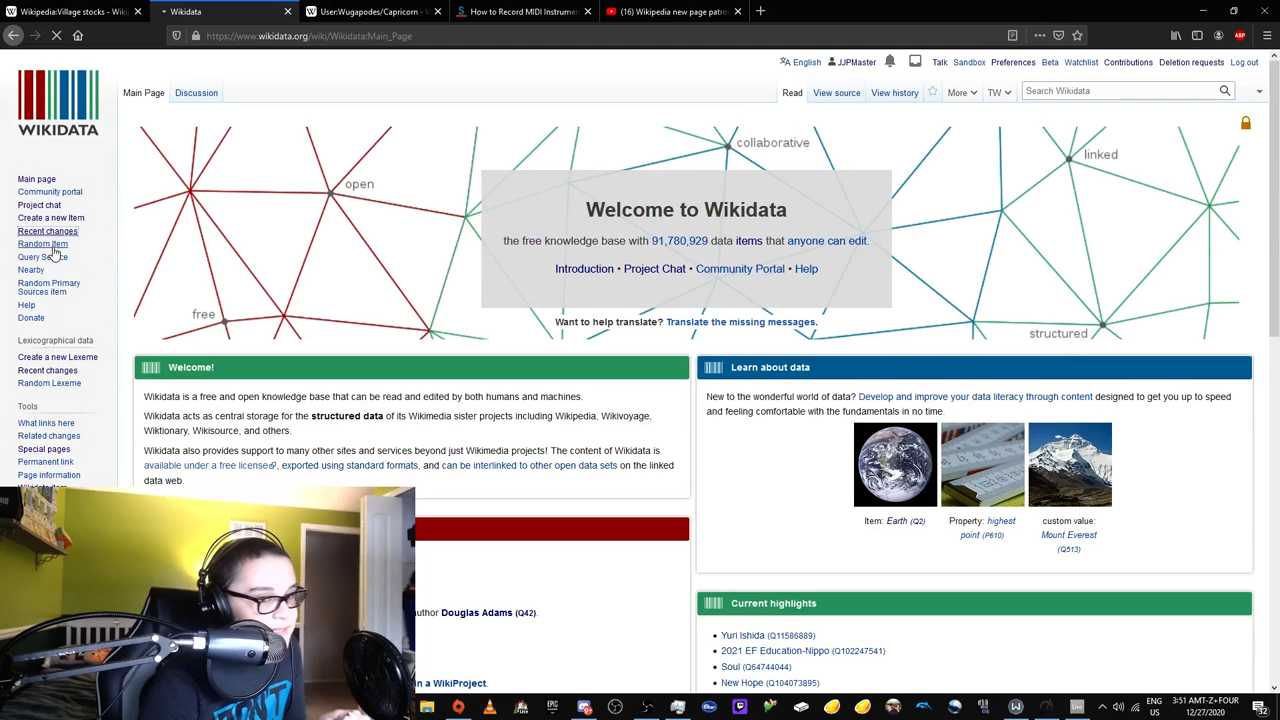 Wikipedia:Village stocks - Wiki
Wikidata
User:Wugapodes/Capricorn - W
How to Record MIDI Instrumen
(16) Wikipedia new page patrol
https://www.wikidata.org/wiki/Wikidata:Main_Page
English JJPMaster Talk Sandbox Preferences Beta Watchlist Contributions Deletion requests Log out
Main Page Discussion Read View source View history More TW Search Wikidata
WIKIDATA
Main page
Community portal
Project chat
Create a new Item
Recent changes
Random Item
Query Service
Nearby
Random Primary
Sources item
Help
Donate
Lexicographical data
Create a new Lexeme
Recent changes
Random Lexeme
Tools
What links here
Related changes
Special pages
Permanent link
Page information
open
free
collaborative
linked
structured
Welcome to Wikidata
the free knowledge base with 91,780,929 data items that anyone can edit.
Introduction • Project Chat • Community Portal • Help
Want to help translate? Translate the missing messages.
Welcome!
Wikidata is a free and open knowledge base that can be read and edited by both humans and machines.
Wikidata acts as central storage for the structured data of its Wikimedia sister projects including Wikipedia, Wikivoyage,
Wiktionary, Wikisource, and others.
Wikidata also provides support to many other sites and services beyond just Wikimedia projects! The content of Wikidata is
available under a free license, exported using standard formats, and can be interlinked to other open data sets on the linked
data web.
Douglas Adams (Q42).
in a WikiProject.
Learn about data
New to the wonderful world of data? Develop and improve your data literacy through content designed to get you up to speed
and feeling comfortable with the fundamentals in no time.
Item: Earth (Q2)
Property: highest
point (P610)
custom value:
Mount Everest
(Q513)
Current highlights
Yuri Ishida (Q11586889)
2021 EF Education-Nippo (Q102247541)
Soul (Q64744044)
New Hope (Q104073895)
ENG
US
3:51 AMT-Z+FOUR
12/27/2020